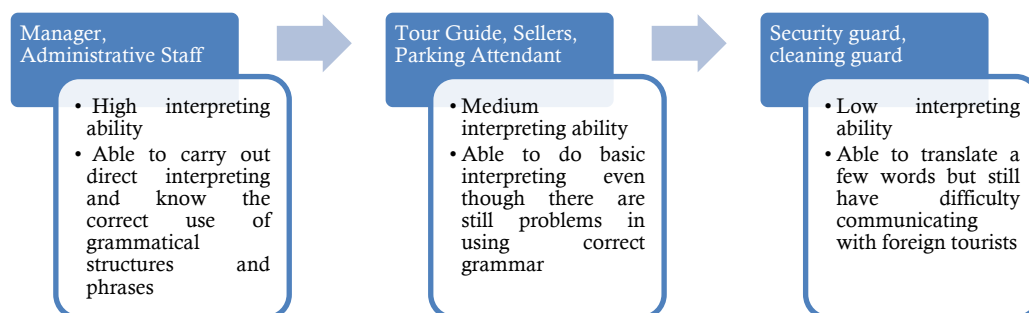 Manager,
Administrative Staff
• High interpreting
ability
• Able to carry out
direct interpreting
and know the
correct use of
grammatical
structures and
phrases
Tour Guide, Sellers,
Parking Attendant
• Medium
interpreting ability
• Able to do basic
interpreting even
though there are
still problems in
using correct
grammar
Security guard,
cleaning guard
• Low interpreting
ability
• Able to translate a
few words but still
have difficulty
communicating
with foreign tourists